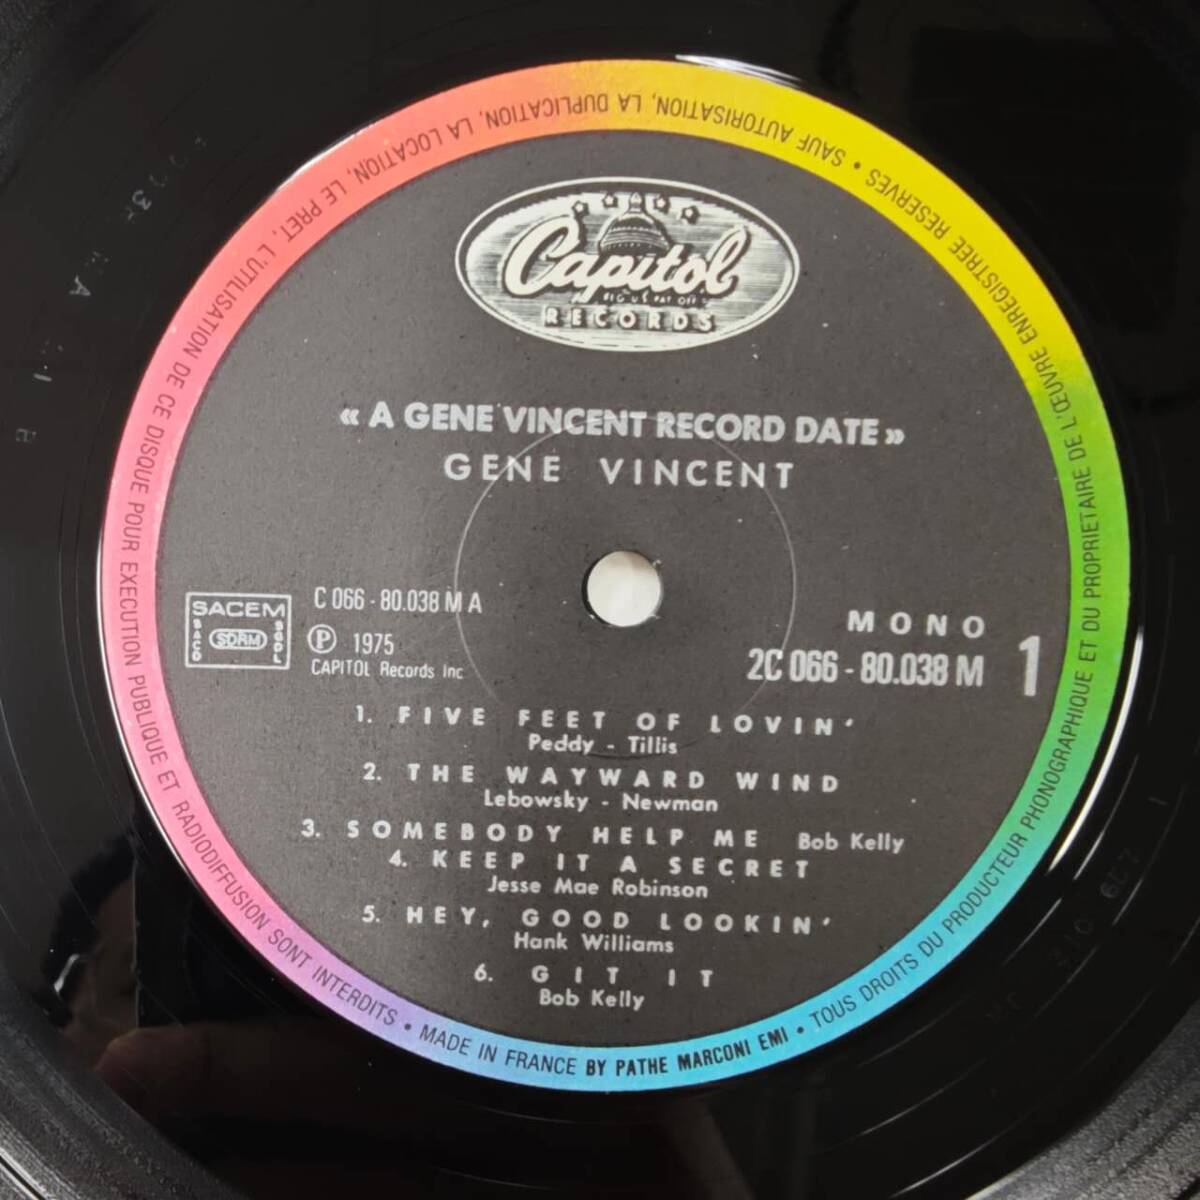 Capitol
RECORDS
« A GENE VINCENT RECORD DATE »
GENE VINCENT
SACEM
SACD SDRM SGDL
C 066 - 80.038 M A
Ⓟ 1975
CAPITOL Records Inc
MONO
2C 066 - 80.038 M
1
1. FIVE FEET OF LOVIN'
Peddy - Tillis
2. THE WAYWARD WIND
Lebowsky - Newman
3. SOMEBODY HELP ME Bob Kelly
4. KEEP IT A SECRET
Jesse Mae Robinson
5. HEY, GOOD LOOKIN'
Hank Williams
6. GIT IT
Bob Kelly
TOUS DROITS DU PRODUCTEUR PHONOGRAPHIQUE ET DU PROPRIETAIRE DE L'ŒUVRE ENREGISTREE RESERVES • SAUF AUTORISATION, LA DUPLICATION, LA LOCATION, LE PRET, L'UTILISATION DE CE DISQUE POUR EXECUTION PUBLIQUE ET RADIODIFFUSION SONT INTERDITS • MADE IN FRANCE BY PATHE MARCONI EMI •